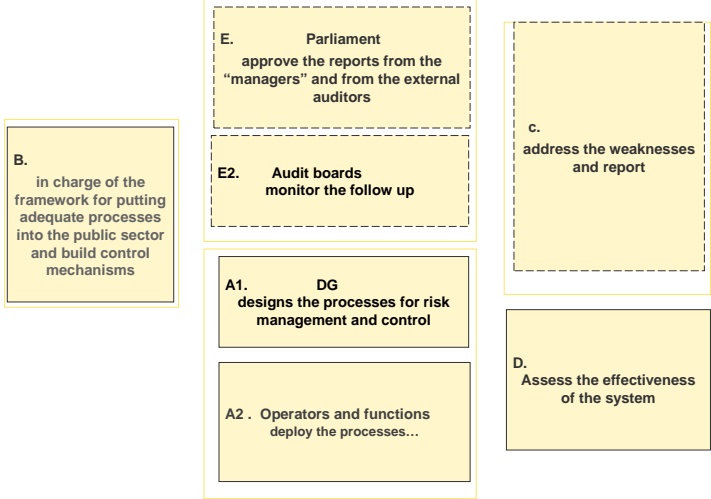 B.
in charge of the
framework for putting
adequate processes
into the public sector
and build control
mechanisms
E. Parliament
approve the reports from the
“managers” and from the external
auditors
E2. Audit boards
monitor the follow up
A1. DG
designs the processes for risk
management and control
A2 . Operators and functions
deploy the processes…
c.
address the weaknesses
and report
D.
Assess the effectiveness
of the system